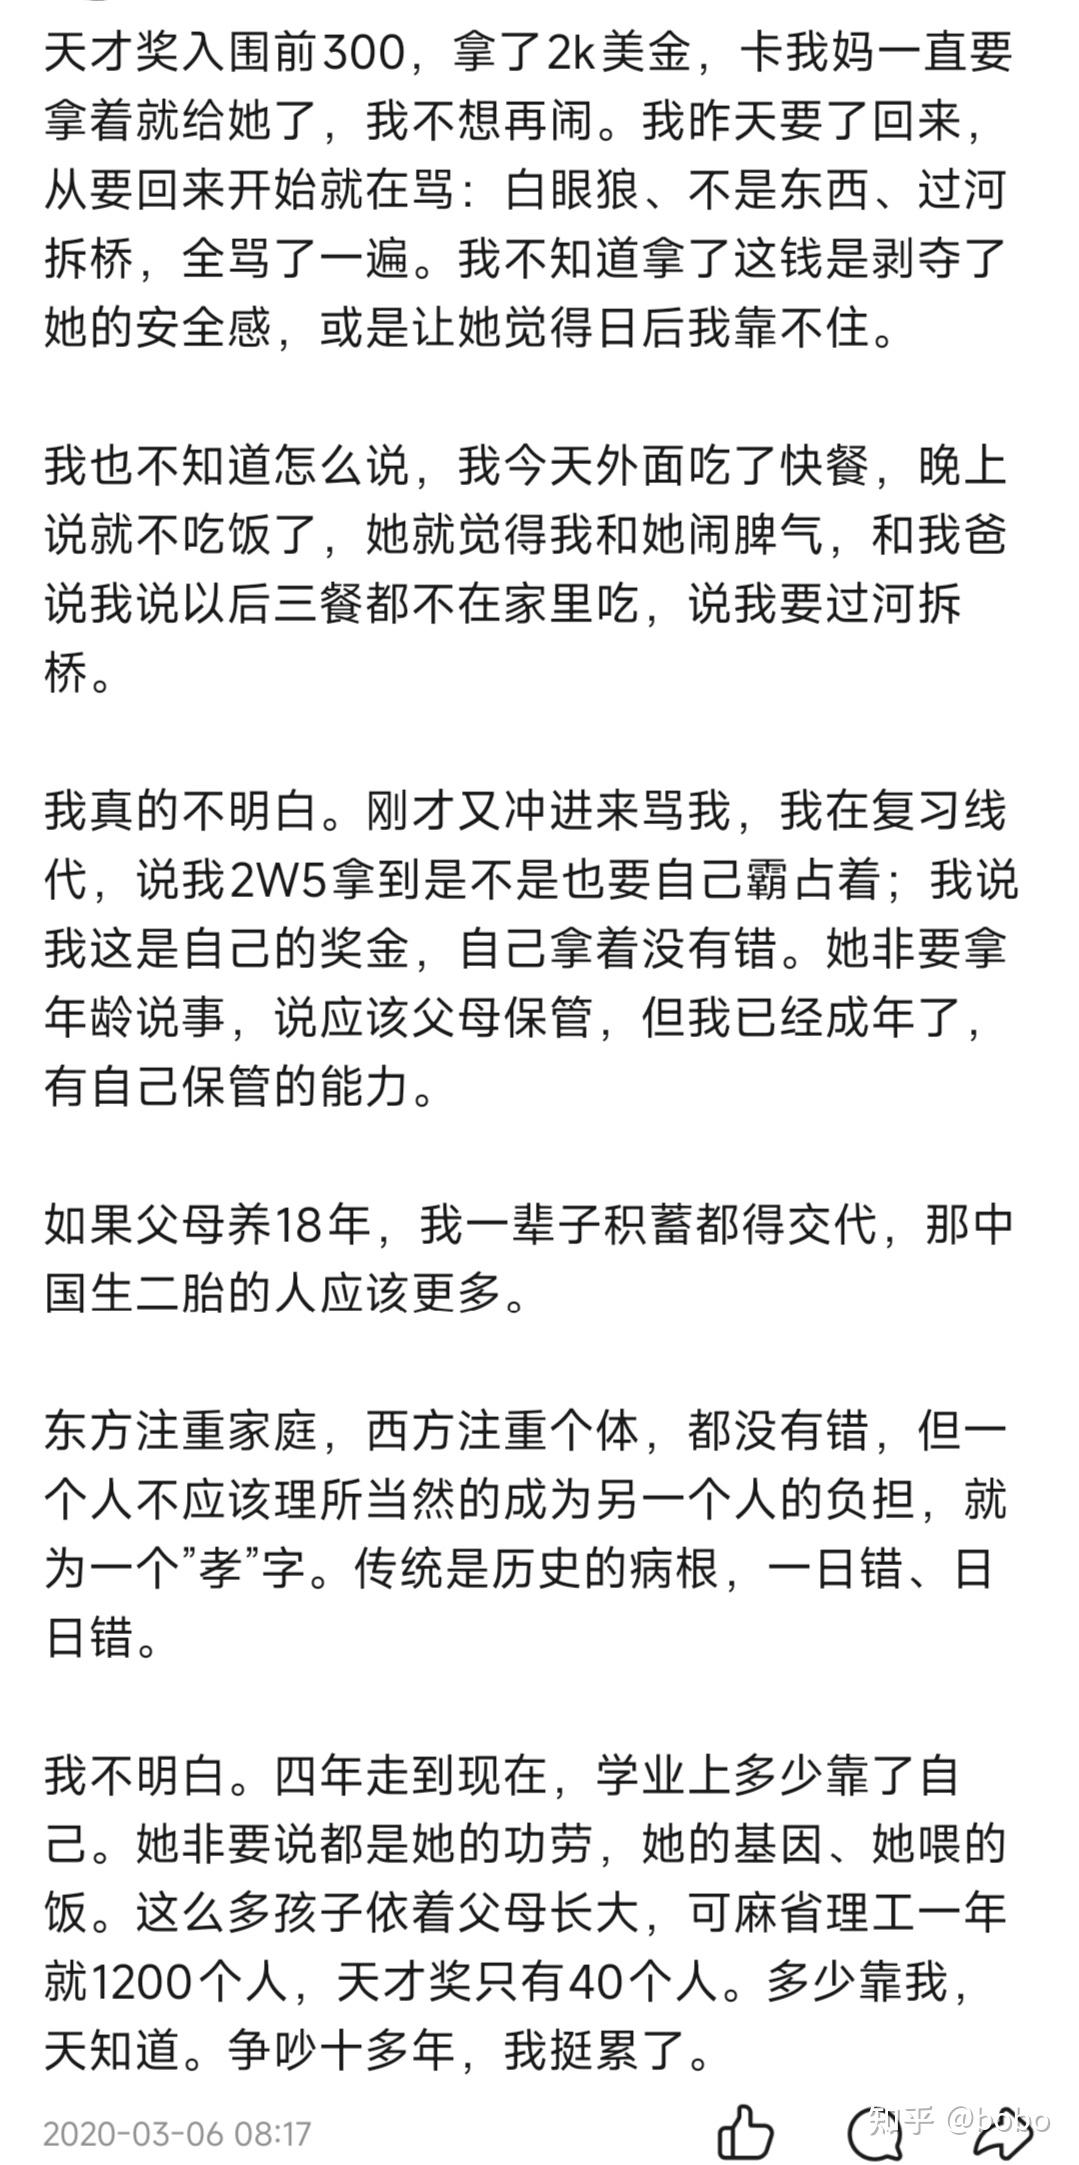 天才奖入围前300，拿了2k美金，卡我妈一直要
拿着就给她了，我不想再闹。我昨天要了回来，
从要回来开始就在骂：白眼狼、不是东西、过河
拆桥，全骂了一遍。我不知道拿了这钱是剥夺了
她的安全感，或是让她觉得日后我靠不住。
我也不知道怎么说，我今天外面吃了快餐，晚上
说就不吃饭了，她就觉得我和她闹脾气，和我爸
说我说以后三餐都不在家里吃，说我要过河拆
桥。
我真的不明白。刚才又冲进来骂我，我在复习线
代，说我2W5拿到是不是也要自己霸占着；我说
我这是自己的奖金，自己拿着没有错。她非要拿
年龄说事，说应该父母保管，但我已经成年了，
有自己保管的能力。
如果父母养18年，我一辈子积蓄都得交代，那中
国生二胎的人应该更多。
东方注重家庭，西方注重个体，都没有错，但一
个人不应该理所当然的成为另一个人的负担，就
为一个”孝”字。传统是历史的病根，一日错、日
日错。
我不明白。四年走到现在，学业上多少靠了自
己。她非要说都是她的功劳，她的基因、她喂的
饭。这么多孩子依着父母长大，可麻省理工一年
就1200个人，天才奖只有40个人。多少靠我，
天知道。争吵十多年，我挺累了。
2020-03-06 08:17
知乎 @bobo